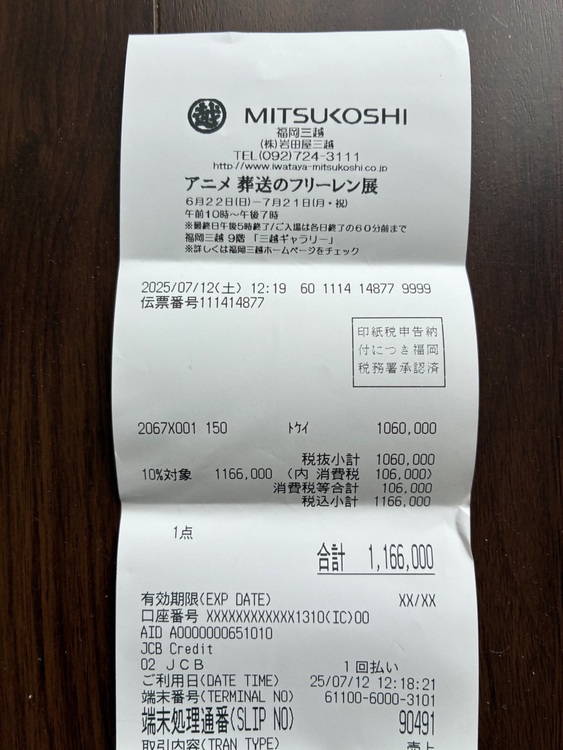 越 MITSUKOSHI
福岡三越
(株)岩田屋三越
TEL(092)724-3111
http://www.iwataya-mitsukoshi.co.jp
アニメ 葬送のフリーレン展
6月22日(日)-7月21日(月・祝)
午前10時~午後7時
※最終日午後5時終了/ご入場は各日終了の60分前まで
福岡三越 9階 「三越ギャラリー」
※詳しくは福岡三越ホームページをチェック
2025/07/12(土) 12:19 60 1114 14877 9999
伝票番号111414877
印紙税申告納
付につき福岡
税務署承認済
2067X001 150 トケイ 1060,000
税抜小計 1060,000
10%対象 1166,000 (内 消費税 106,000)
消費税等合計 106,000
税込小計 1166,000
1点
合計 1,166,000
有効期限(EXP DATE) XX/XX
口座番号 XXXXXXXXXXXX1310(IC)00
AID A0000000651010
JCB Credit
02 JCB 1回払い
ご利用日(DATE TIME) 25/07/12 12:18:21
端末番号(TERMINAL NO) 61100-6000-3101
端末処理通番(SLIP NO) 90491
取引内容(TRAN TYPE)